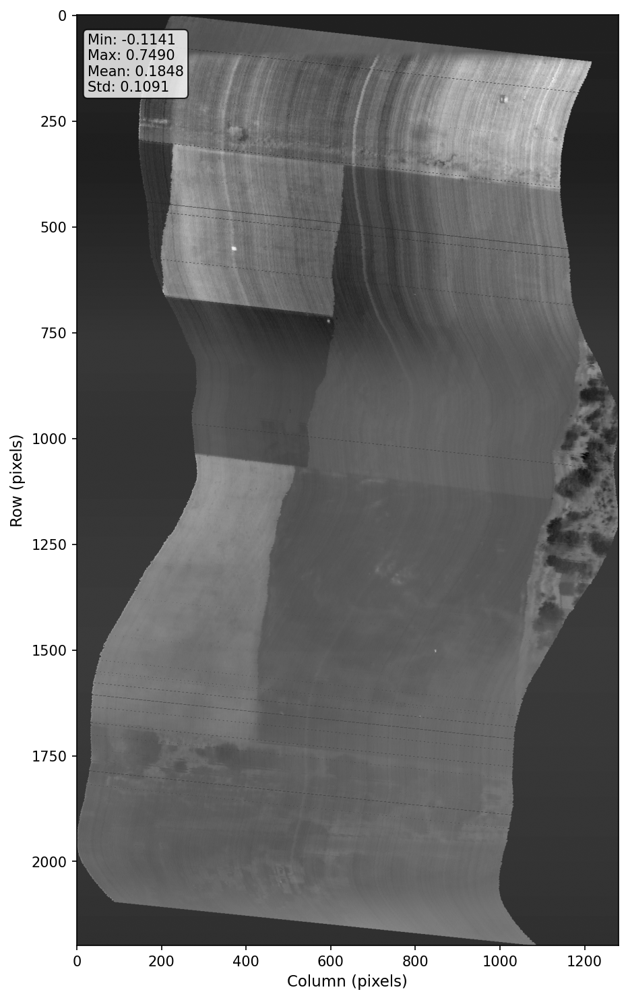 Min: -0.1141
Max: 0.7490
Mean: 0.1848
Std: 0.1091
0
250
500
750
1000
1250
1500
1750
2000
Row (pixels)
0 200 400 600 800 1000 1200
Column (pixels)